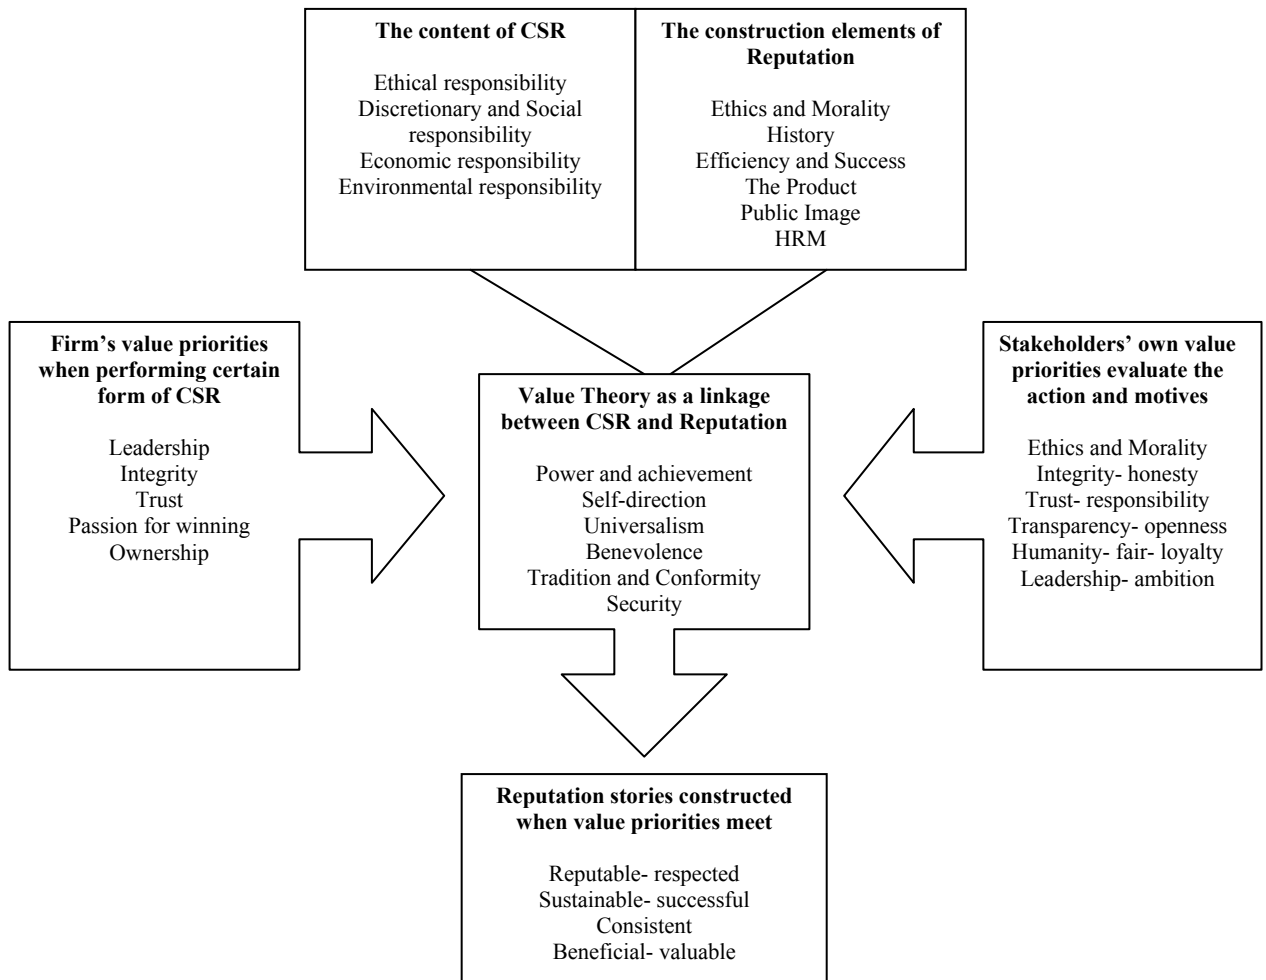 The content of CSR
Ethical responsibility
Discretionary and Social
responsibility
Economic responsibility
Environmental responsibility
The construction elements of
Reputation
Ethics and Morality
History
Efficiency and Success
The Product
Public Image
HRM
Firm's value priorities
when performing certain
form of CSR
Leadership
Integrity
Trust
Passion for winning
Ownership
Value Theory as a linkage
between CSR and Reputation
Power and achievement
Self-direction
Universalism
Benevolence
Tradition and Conformity
Security
Stakeholders' own value
priorities evaluate the
action and motives
Ethics and Morality
Integrity- honesty
Trust- responsibility
Transparency- openness
Humanity- fair- loyalty
Leadership- ambition
Reputation stories constructed
when value priorities meet
Reputable- respected
Sustainable- successful
Consistent
Beneficial- valuable